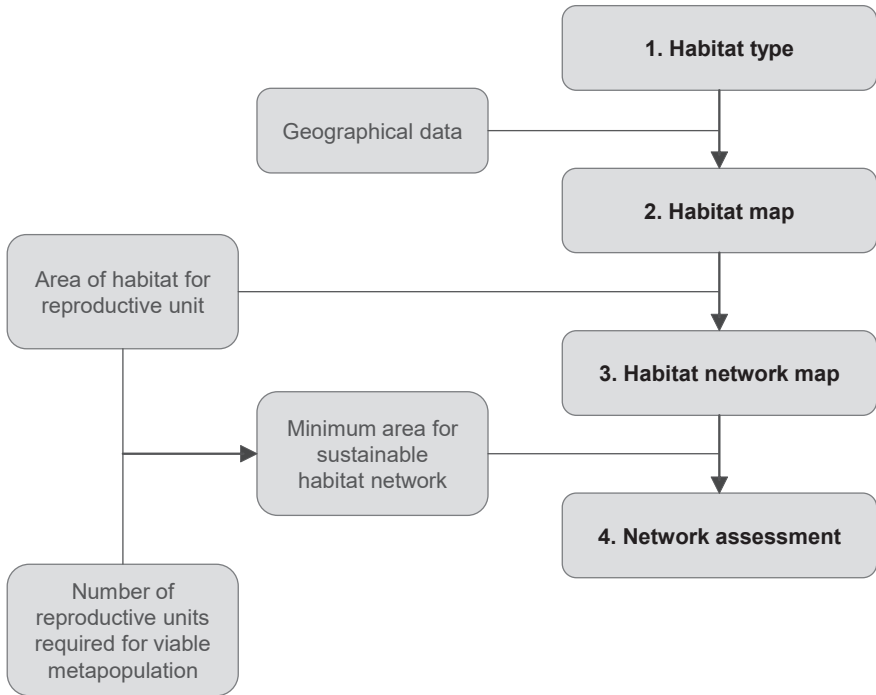 1. Habitat type
Geographical data
2. Habitat map
Area of habitat for
reproductive unit
3. Habitat network map
Minimum area for
sustainable
habitat network
4. Network assessment
Number of
reproductive units
required for viable
metapopulation